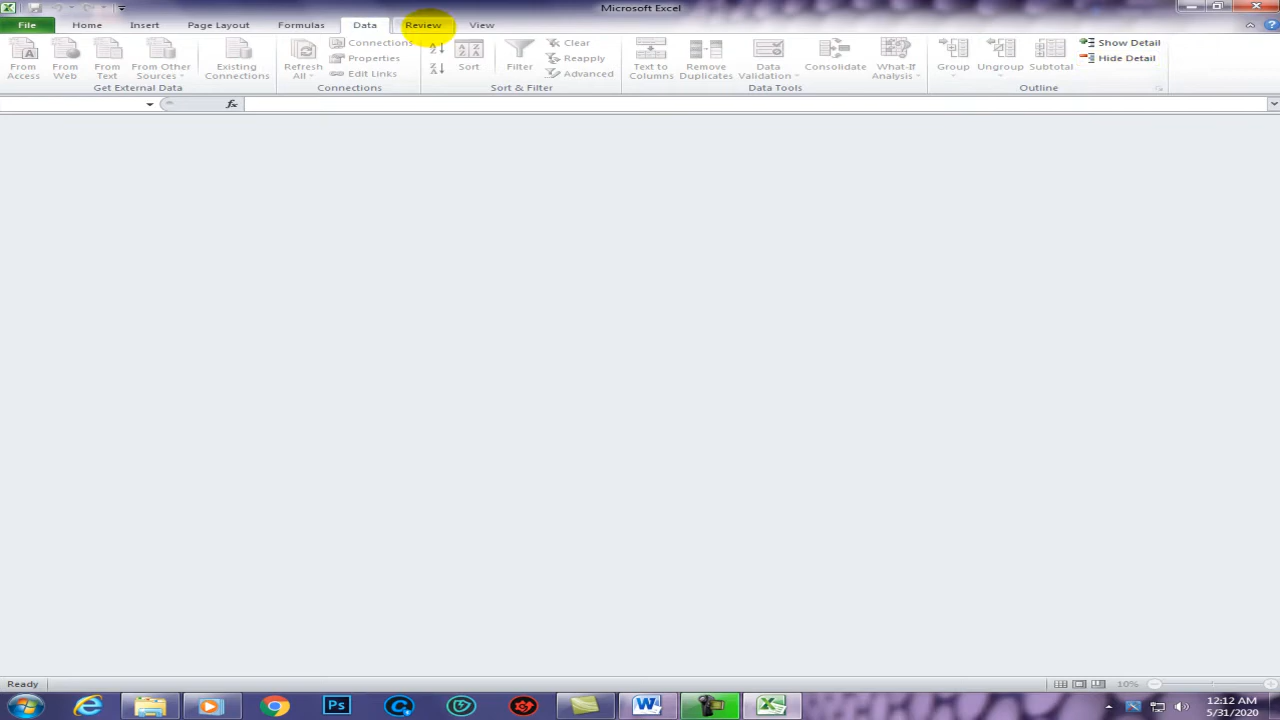 Microsoft Excel
File Home Insert Page Layout Formulas Data Review View
From Access
From Web
From Text
From Other Sources
Existing Connections
Get External Data
Refresh All
Connections
Properties
Edit Links
Connections
A Z
Z A
Sort
Filter
Clear
Reapply
Advanced
Sort & Filter
Text to Columns
Remove Duplicates
Data Validation
Consolidate
What-If Analysis
Data Tools
Group
Ungroup
Subtotal
Show Detail
Hide Detail
Outline
fx
Ready
10%
Ps
12:12 AM
5/31/2020